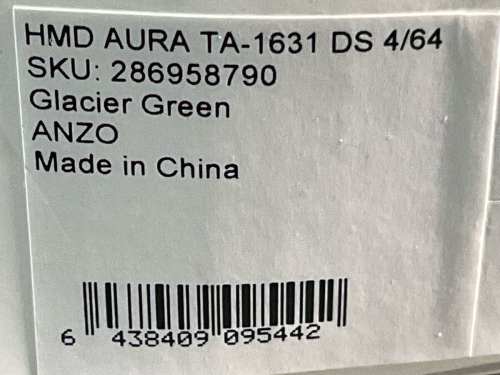 HMD AURA TA-1631 DS 4/64
SKU: 286958790
Glacier Green
ANZO
Made in China
6 438409 095442